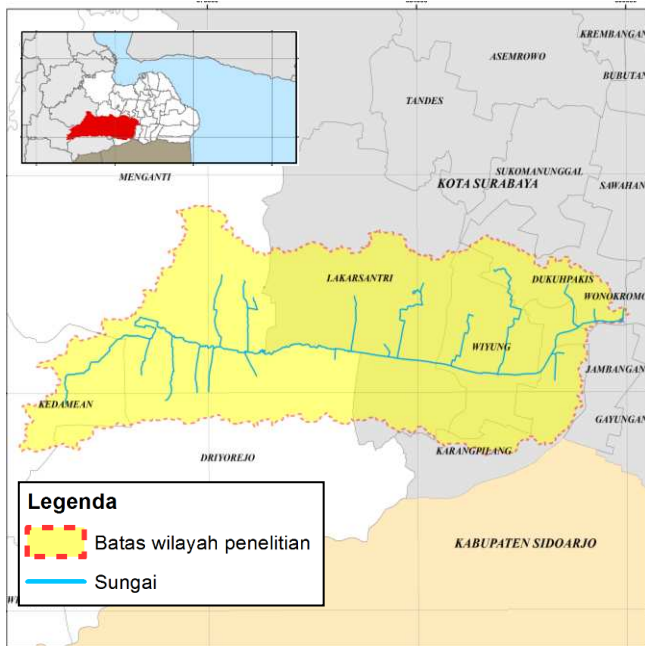 KREMBANGAN
ASEMROWO
BUBUTAN
TANDES
SUKOMANUNGGAL
MENGANTI
KOTA SURABAYA
SAWAHAN
LAKARSANTRI
DUKUHPAKIS
WONOKROMO
WIYUNG
JAMBANGAN
KEDAMEAN
GAYUNGAN
DRIYOREJO
KARANGPILANG
Legenda
Batas wilayah penelitian
Sungai
KABUPATEN SIDOARJO